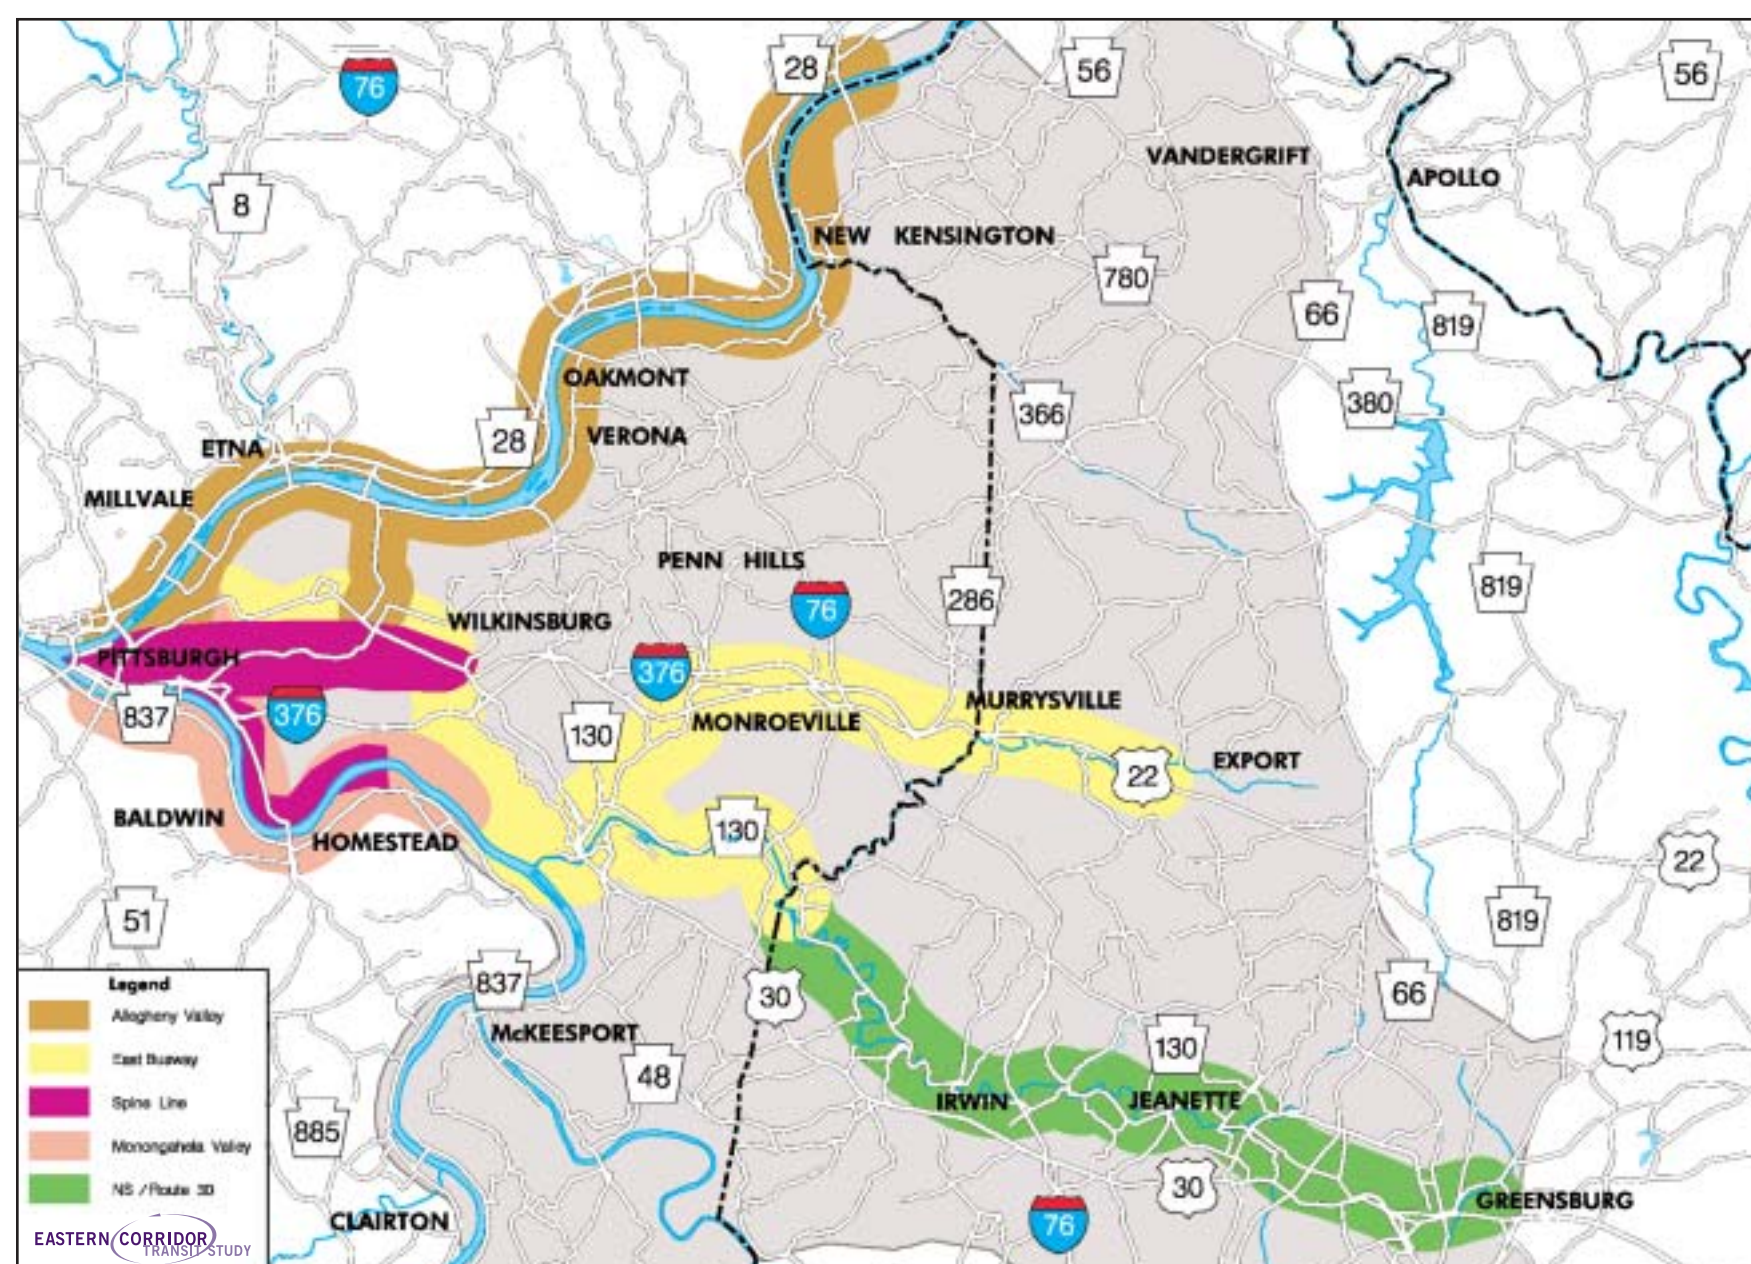 28
56
56
76
VANDERGRIFT
APOLLO
8
NEW KENSINGTON
780
66
819
OAKMONT
380
366
28
VERONA
ETNA
MILLVALE
PENN HILLS
819
76
286
WILKINSBURG
PITTSBURGH
376
MURRYSVILLE
837
376
130
MONROEVILLE
EXPORT
22
BALDWIN
130
HOMESTEAD
22
51
819
Legend
837
30
66
Allegheny Valley
McKEESPORT
119
East Busway
48
130
Spine Line
IRWIN
JEANETTE
885
Monongahela Valley
NS / Route 30
30
GREENSBURG
CLAIRTON
76
EASTERN CORRIDOR
TRANSIT STUDY